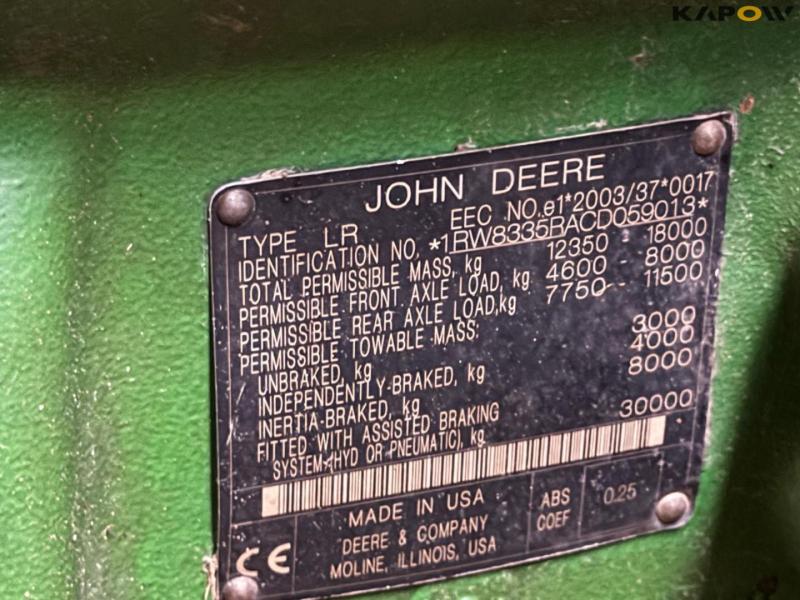 KAPOW
JOHN DEERE
TYPE LR EEC NO. e1*2003/37*0017
IDENTIFICATION NO. *1RW8335RACD059013*
TOTAL PERMISSIBLE MASS, kg 12350 - 18000
PERMISSIBLE FRONT AXLE LOAD, kg 4600 - 8000
PERMISSIBLE REAR AXLE LOAD,kg 7750 - 11500
PERMISSIBLE TOWABLE MASS:
UNBRAKED, kg 3000
INDEPENDENTLY-BRAKED, kg 4000
INERTIA-BRAKED, kg 8000
FITTED WITH ASSISTED BRAKING
SYSTEM (HYD OR PNEUMATIC), kg 30000
MADE IN USA
DEERE & COMPANY
MOLINE, ILLINOIS, USA
ABS
COEF
0.25
CE